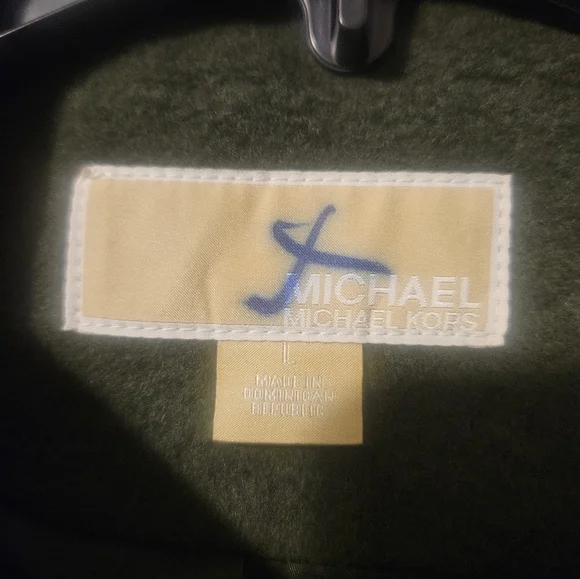 MICHAEL
MICHAEL KORS
L
MADE IN
DOMINICAN
REPUBLIC